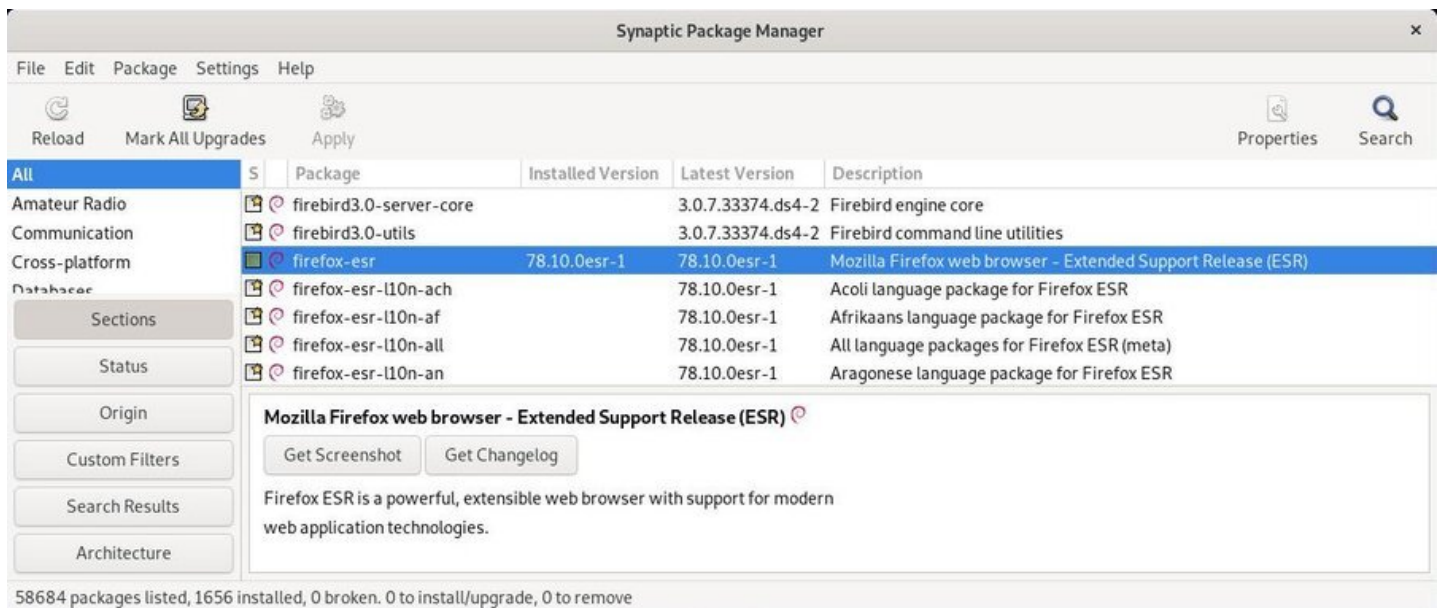 Synaptic Package Manager ×
File Edit Package Settings Help
Reload Mark All Upgrades Apply Properties Search
All
Amateur Radio
Communication
Cross-platform
Databases
Sections
Status
Origin
Custom Filters
Search Results
Architecture
S Package Installed Version Latest Version Description
firebird3.0-server-core 3.0.7.33374.ds4-2 Firebird engine core
firebird3.0-utils 3.0.7.33374.ds4-2 Firebird command line utilities
firefox-esr 78.10.0esr-1 78.10.0esr-1 Mozilla Firefox web browser - Extended Support Release (ESR)
firefox-esr-l10n-ach 78.10.0esr-1 Acoli language package for Firefox ESR
firefox-esr-l10n-af 78.10.0esr-1 Afrikaans language package for Firefox ESR
firefox-esr-l10n-all 78.10.0esr-1 All language packages for Firefox ESR (meta)
firefox-esr-l10n-an 78.10.0esr-1 Aragonese language package for Firefox ESR
Mozilla Firefox web browser - Extended Support Release (ESR)
Get Screenshot Get Changelog
Firefox ESR is a powerful, extensible web browser with support for modern
web application technologies.
58684 packages listed, 1656 installed, 0 broken. 0 to install/upgrade, 0 to remove